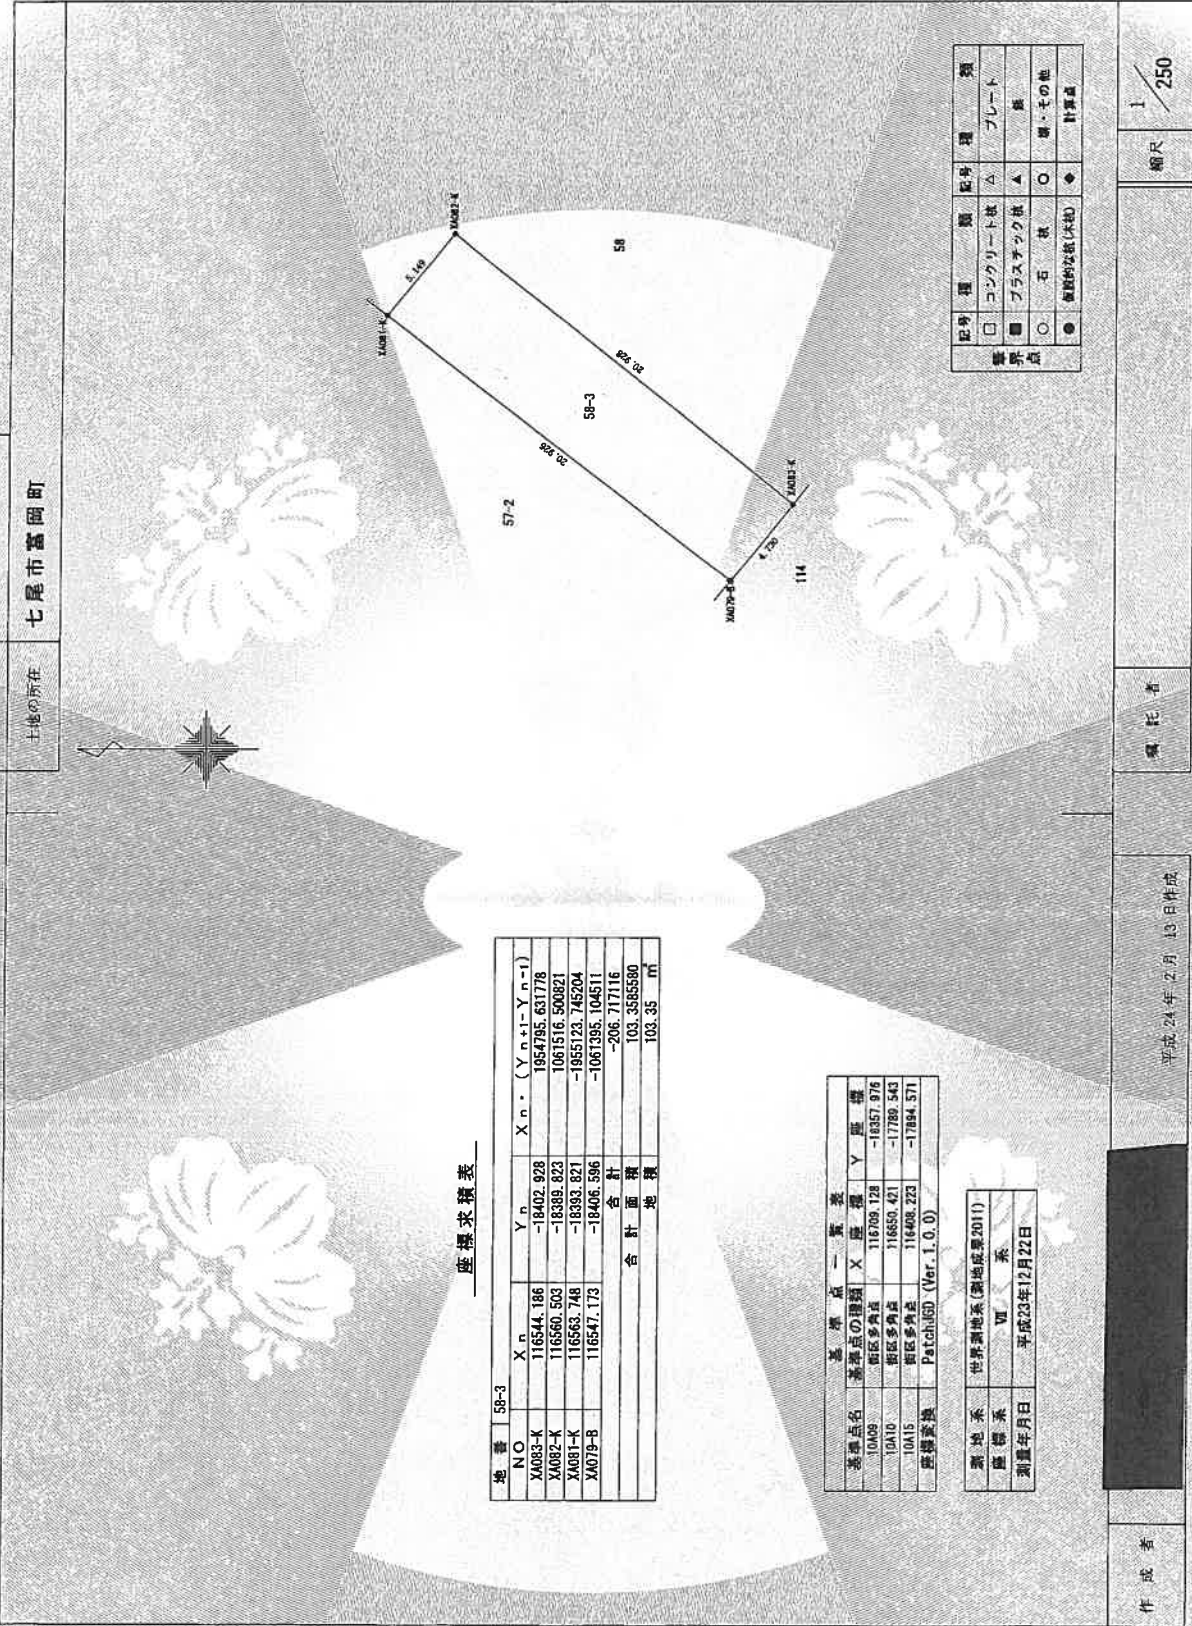 土地の所在 七尾市富岡町
座標求積表
地番 58-3
NO Xn Yn Xn・(Yn+1-Yn-1)
XA083-K 116544.186 -18402.928 1954795.631778
XA082-K 116560.503 -18389.823 1061516.500821
XA081-K 116563.748 -18393.821 -1955123.745204
XA079-B 116547.173 -18406.596 -1061395.104511
合計 -206.717116
合計面積 103.3585580
地積 103.35 ㎡
基準点一覧表
基準点名 基準点の種類 X座標 Y座標
10A09 街区多角点 116709.128 -18357.976
10A10 街区多角点 116650.421 -17789.543
10A15 街区多角点 116408.223 -17894.571
座標変換 PatchJGD (Ver.1.0.0)
測地系 世界測地系(測地成果2011)
座標系 Ⅶ系
測量年月日 平成23年12月22日
XA081-K
5.149
XA082-K
57-2
20.926
58-3
20.928
58
XA079-B
4.730
XA083-K
114
筆界点
記号 種類 記号 種類
□ コンクリート杭 △ プレート
■ プラスチック杭 ▲ 鋲
○ 石杭 ○ 塀・その他
● 仮設的な杭(木杭) ◆ 計算点
作成者
平成24年2月13日作成
嘱託者
縮尺 1/250